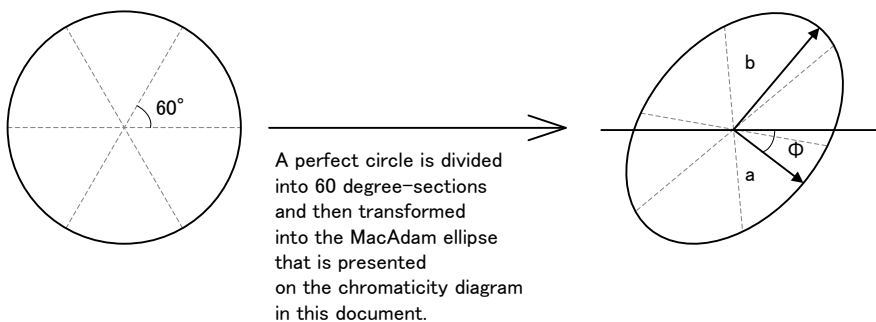 60°
A perfect circle is divided
into 60 degree-sections
and then transformed
into the MacAdam ellipse
that is presented
on the chromaticity diagram
in this document.
b
Φ
a